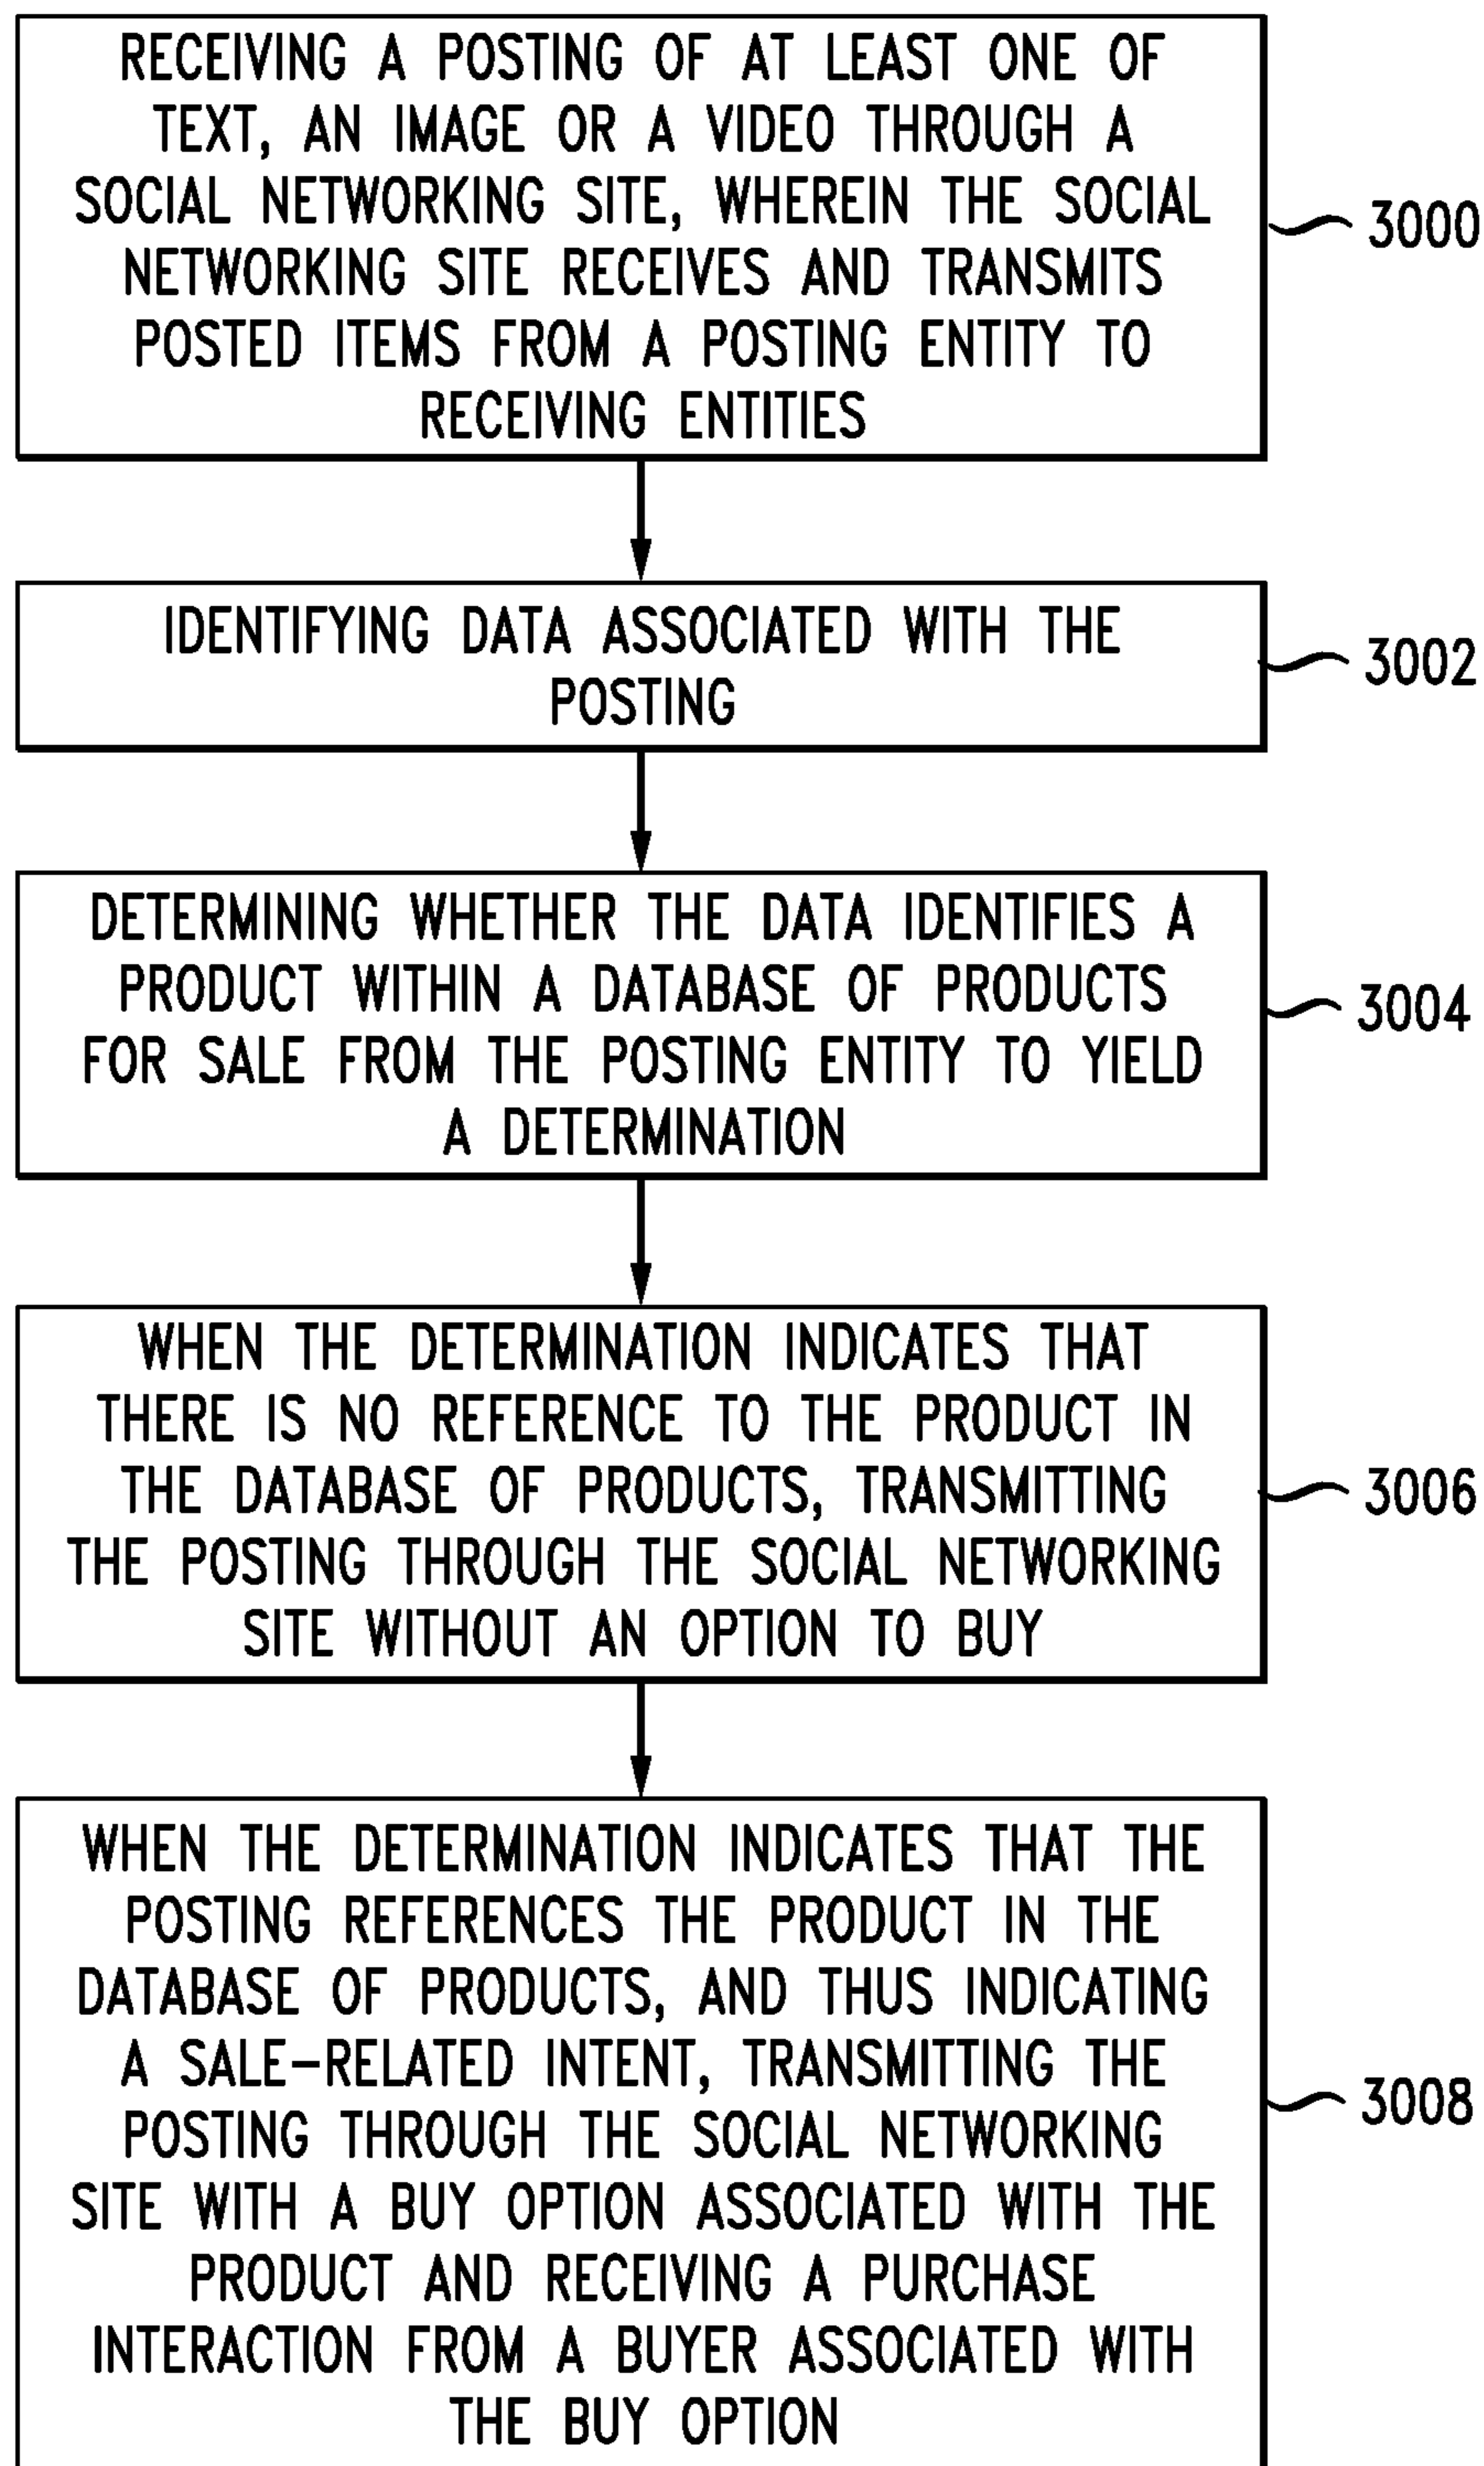 RECEIVING A POSTING OF AT LEAST ONE OF
TEXT, AN IMAGE OR A VIDEO THROUGH A
SOCIAL NETWORKING SITE, WHEREIN THE SOCIAL
NETWORKING SITE RECEIVES AND TRANSMITS
POSTED ITEMS FROM A POSTING ENTITY TO
RECEIVING ENTITIES
3000
IDENTIFYING DATA ASSOCIATED WITH THE
POSTING
3002
DETERMINING WHETHER THE DATA IDENTIFIES A
PRODUCT WITHIN A DATABASE OF PRODUCTS
FOR SALE FROM THE POSTING ENTITY TO YIELD
A DETERMINATION
3004
WHEN THE DETERMINATION INDICATES THAT
THERE IS NO REFERENCE TO THE PRODUCT IN
THE DATABASE OF PRODUCTS, TRANSMITTING
THE POSTING THROUGH THE SOCIAL NETWORKING
SITE WITHOUT AN OPTION TO BUY
3006
WHEN THE DETERMINATION INDICATES THAT THE
POSTING REFERENCES THE PRODUCT IN THE
DATABASE OF PRODUCTS, AND THUS INDICATING
A SALE-RELATED INTENT, TRANSMITTING THE
POSTING THROUGH THE SOCIAL NETWORKING
SITE WITH A BUY OPTION ASSOCIATED WITH THE
PRODUCT AND RECEIVING A PURCHASE
INTERACTION FROM A BUYER ASSOCIATED WITH
THE BUY OPTION
3008